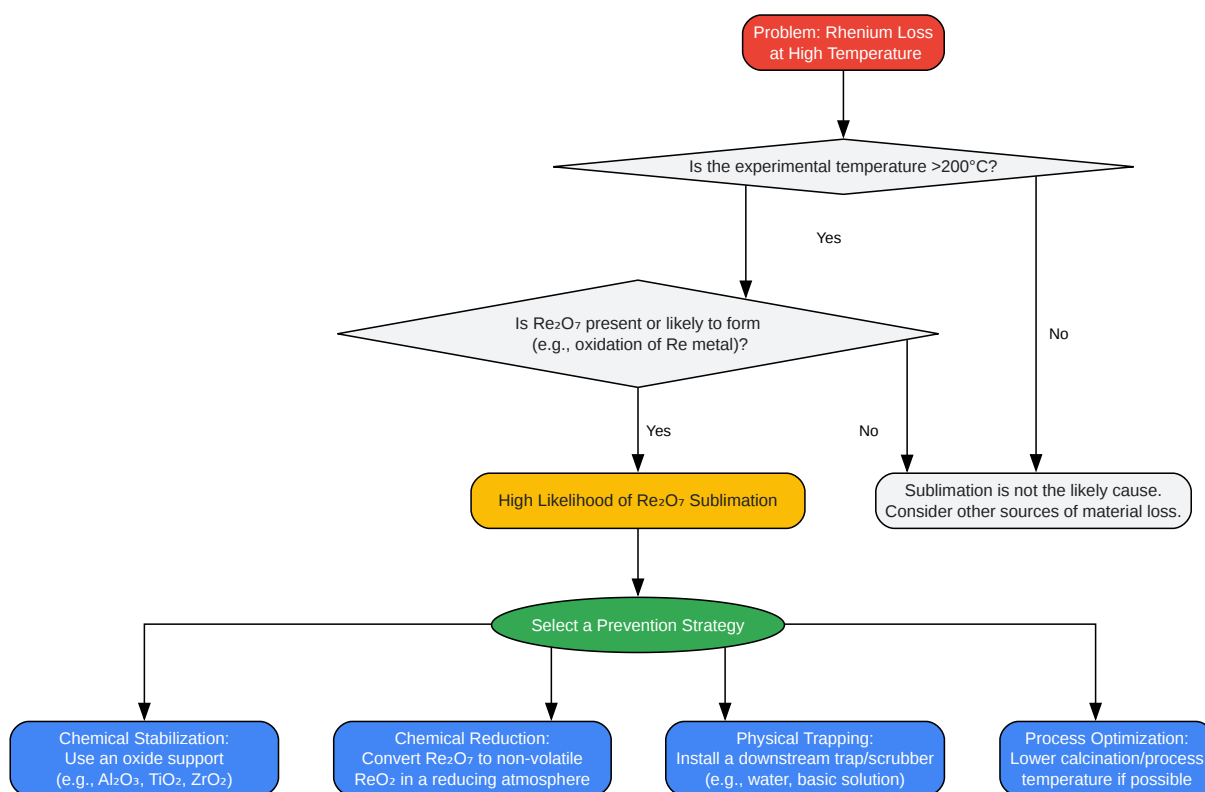 Problem: Rhenium Loss
at High Temperature
Is the experimental temperature >200°C?
Yes
Is Re₂O₇ present or likely to form
(e.g., oxidation of Re metal)?
No
Yes
No
High Likelihood of Re₂O₇ Sublimation
Sublimation is not the likely cause.
Consider other sources of material loss.
Select a Prevention Strategy
Chemical Stabilization:
Use an oxide support
(e.g., Al₂O₃, TiO₂, ZrO₂)
Chemical Reduction:
Convert Re₂O₇ to non-volatile
ReO₂ in a reducing atmosphere
Physical Trapping:
Install a downstream trap/scrubber
(e.g., water, basic solution)
Process Optimization:
Lower calcination/process
temperature if possible